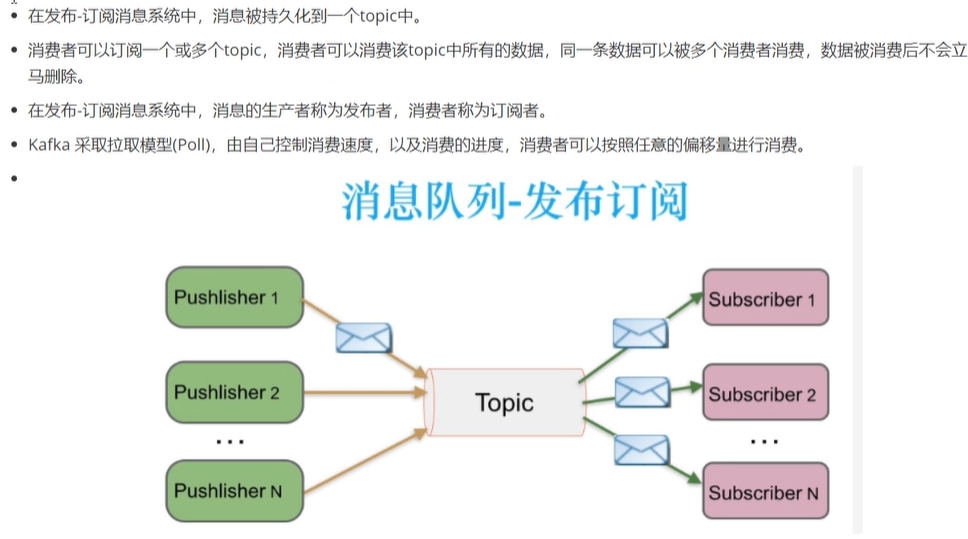 在发布-订阅消息系统中，消息被持久化到一个topic中。
消费者可以订阅一个或多个topic，消费者可以消费该topic中所有的数据，同一条数据可以被多个消费者消费，数据被消费后不会立
马删除。
在发布-订阅消息系统中，消息的生产者称为发布者，消费者称为订阅者。
Kafka 采取拉取模型(Poll)，由自己控制消费速度，以及消费的进度，消费者可以按照任意的偏移量进行消费。
消息队列-发布订阅
Pushlisher 1
Subscriber 1
Pushlisher 2
Topic
Subscriber 2
...
...
Pushlisher N
Subscriber N